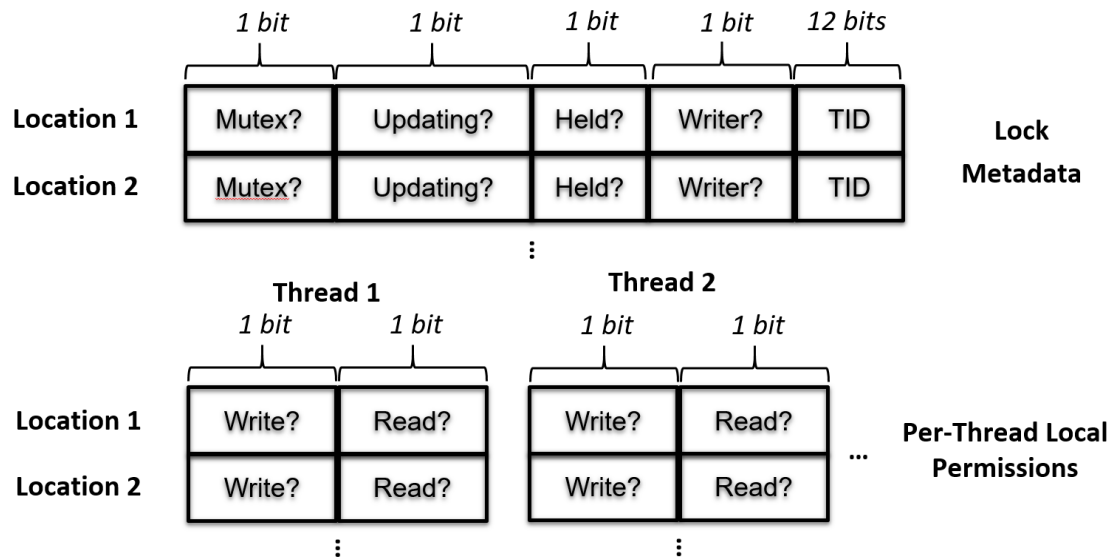 1 bit 1 bit 1 bit 1 bit 12 bits
Location 1 Mutex? Updating? Held? Writer? TID
Location 2 Mutex? Updating? Held? Writer? TID
Lock
Metadata
Thread 1 Thread 2
1 bit 1 bit 1 bit 1 bit
Location 1 Write? Read? Write? Read?
Location 2 Write? Read? Write? Read?
...
Per-Thread Local
Permissions